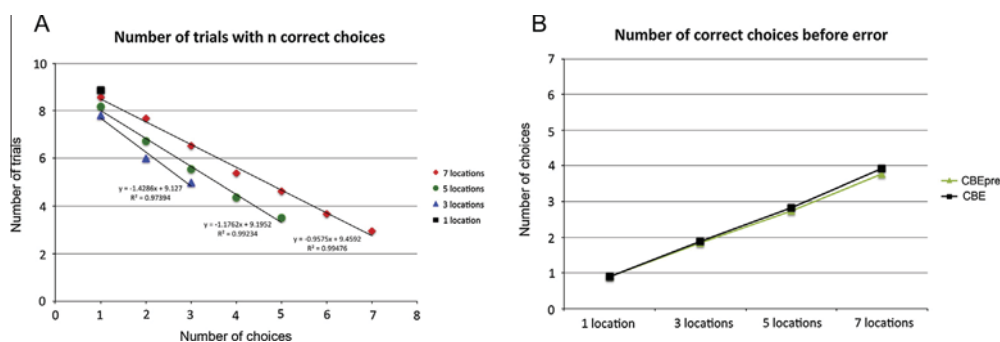 A
Number of trials with n correct choices
Number of trials
10
8
6
4
2
0
y = -1.4286x + 9.127
R² = 0.97394
y = -1.1762x + 9.1952
R² = 0.99234
y = -0.9575x + 9.4592
R² = 0.99476
0 1 2 3 4 5 6 7 8
Number of choices
7 locations
5 locations
3 locations
1 location
B
Number of correct choices before error
Number of choices
7
6
5
4
3
2
1
0
1 location 3 locations 5 locations 7 locations
CBEpre
CBE